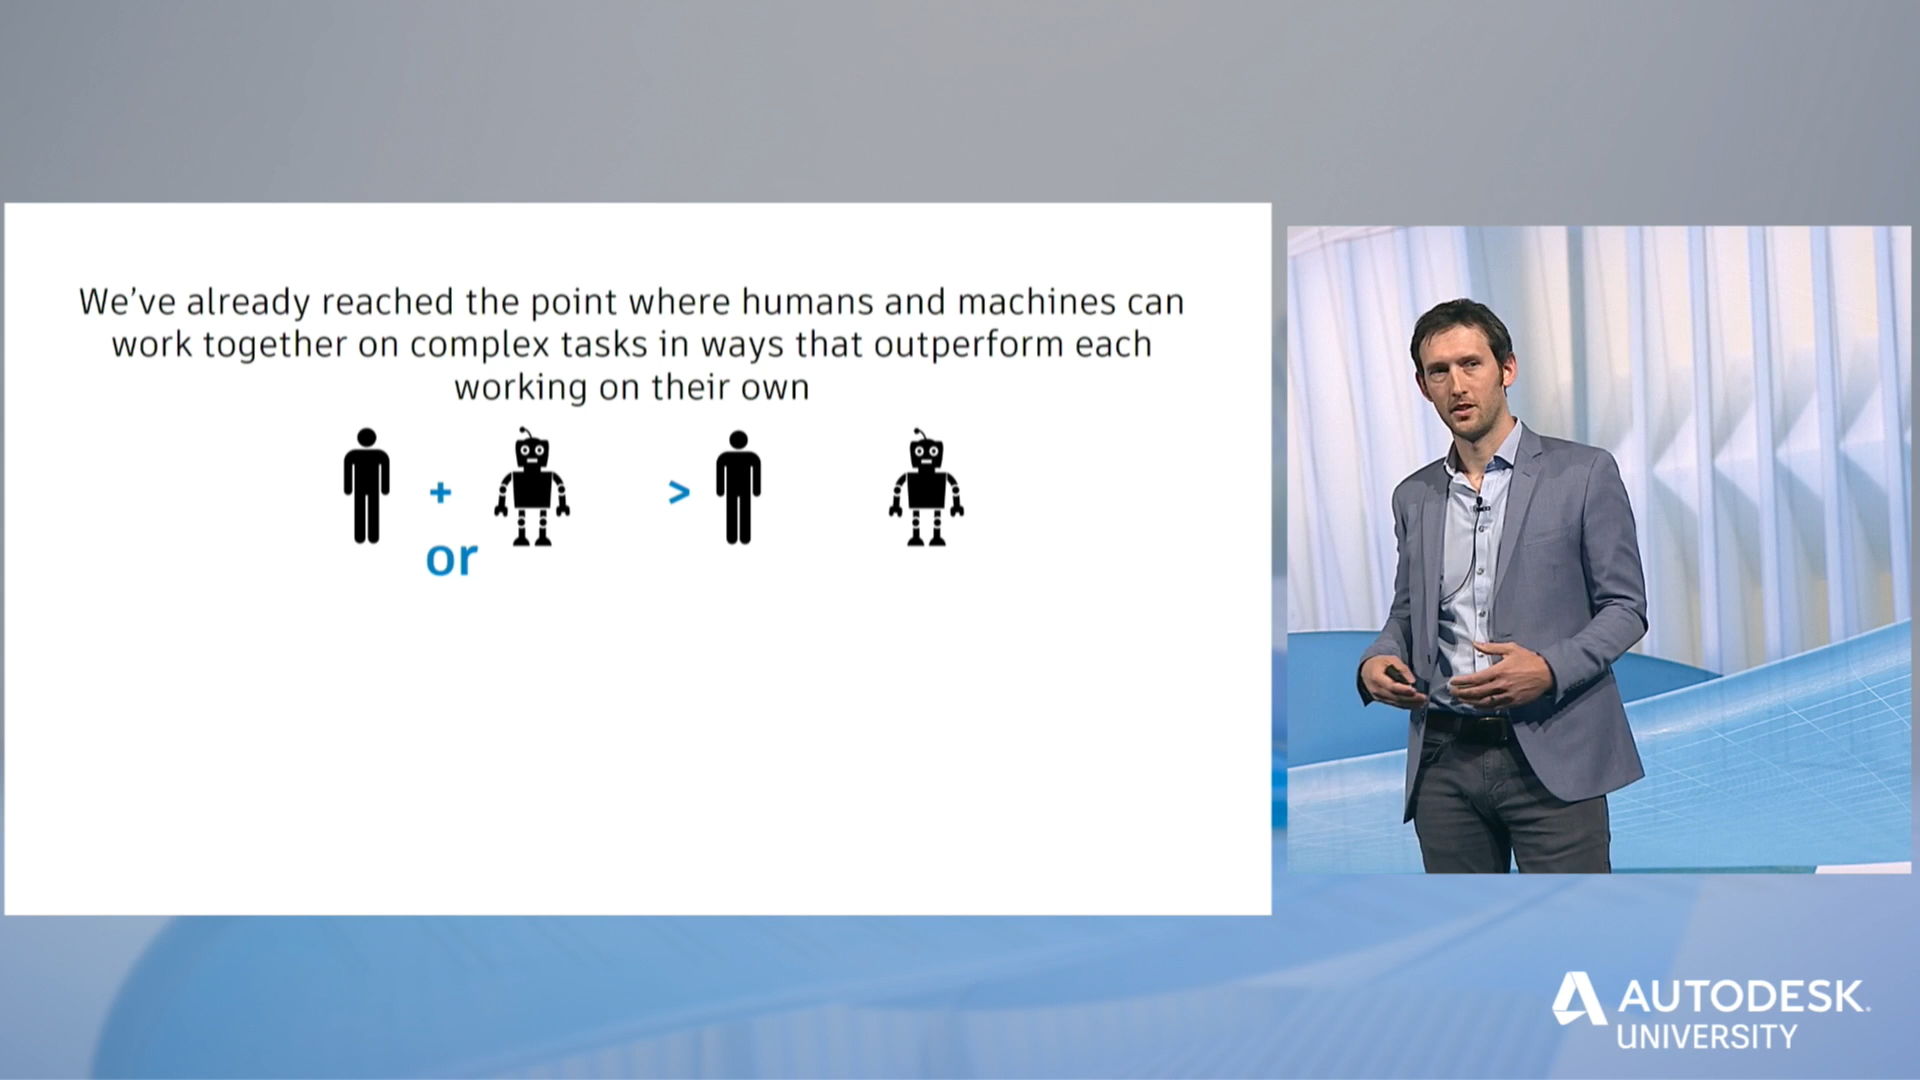 We've already reached the point where humans and machines can
work together on complex tasks in ways that outperform each
working on their own
+ >
or
AUTODESK.
UNIVERSITY